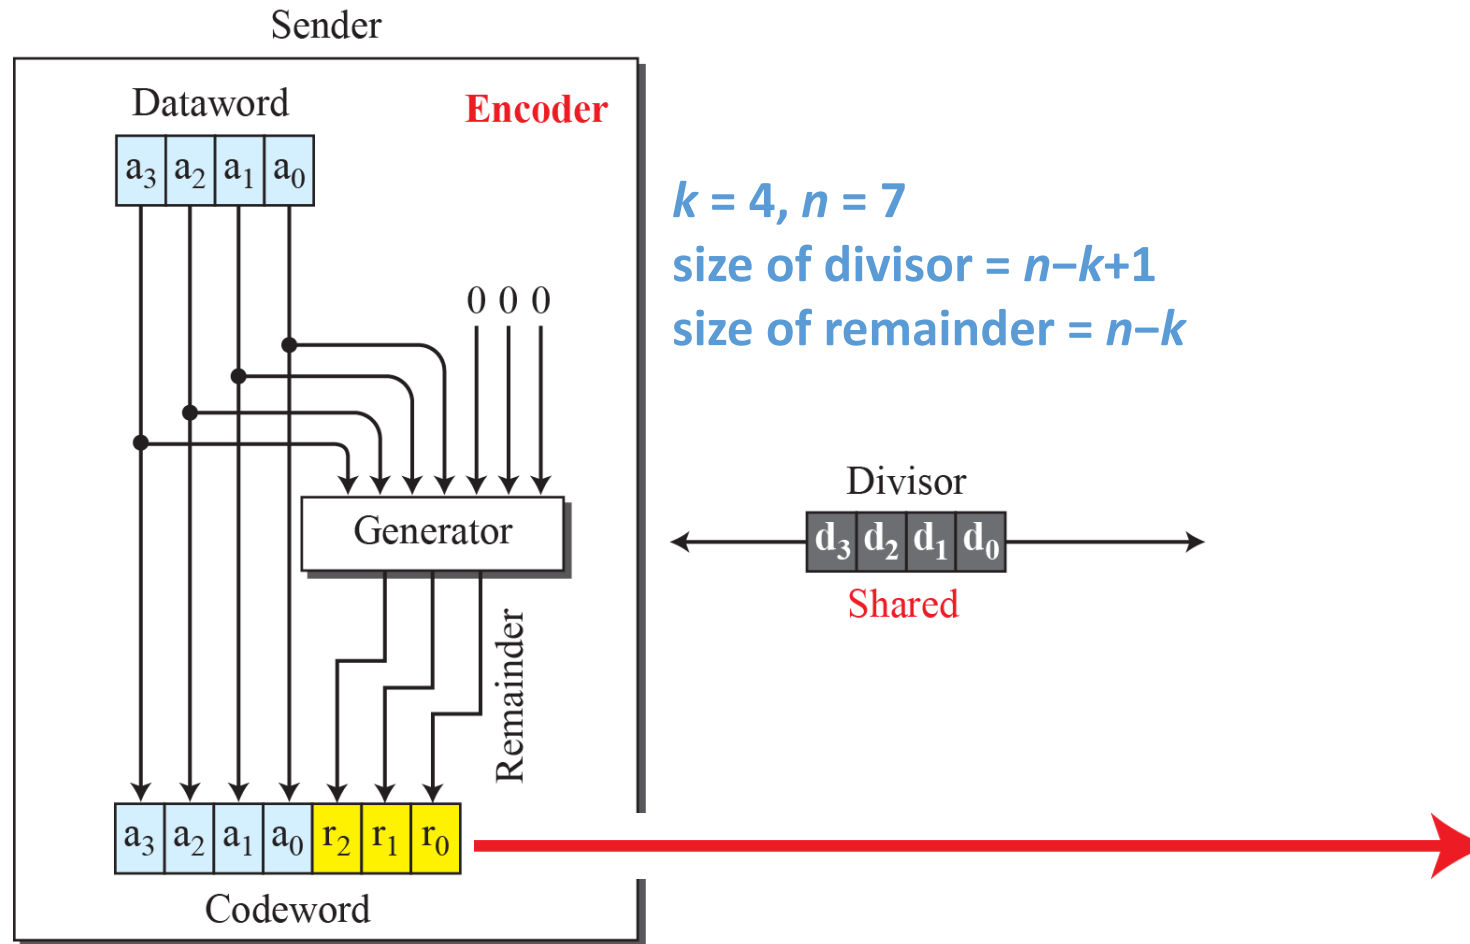 Sender
Dataword
Encoder
a3 a2 a1 a0
k = 4, n = 7
size of divisor = n−k+1
0 0 0
size of remainder = n−k
Divisor
Generator
d3 d2 d1 d0
Shared
Remainder
a3 a2 a1 a0 r2 r1 r0
Codeword